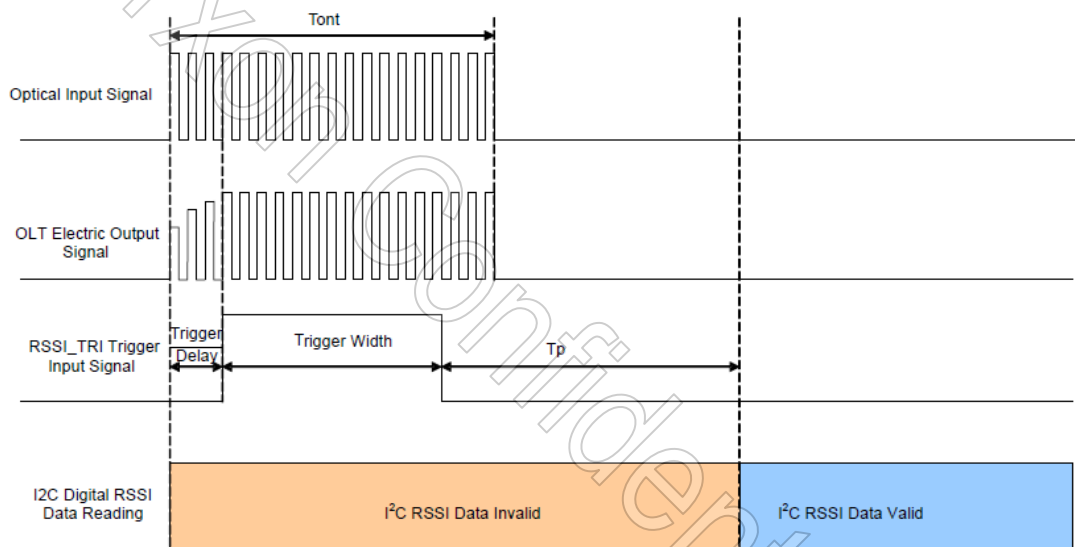 Tont
Optical Input Signal
OLT Electric Output
Signal
RSSI_TRI Trigger
Input Signal
Trigger
Delay
Trigger Width
Tp
I2C Digital RSSI
Data Reading
I²C RSSI Data Invalid
I²C RSSI Data Valid